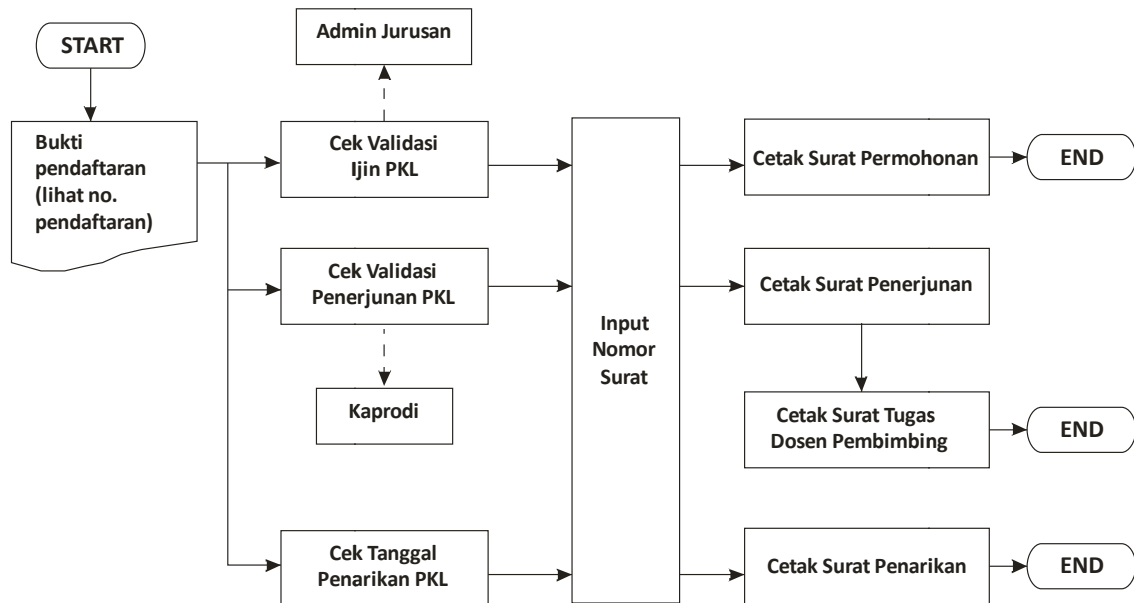 START
Bukti
pendaftaran
(lihat no.
pendaftaran)
Admin Jurusan
Cek Validasi
Ijin PKL
Cek Validasi
Penerjunan PKL
Kaprodi
Cek Tanggal
Penarikan PKL
Input
Nomor
Surat
Cetak Surat Permohonan
END
Cetak Surat Penerjunan
Cetak Surat Tugas
Dosen Pembimbing
END
Cetak Surat Penarikan
END